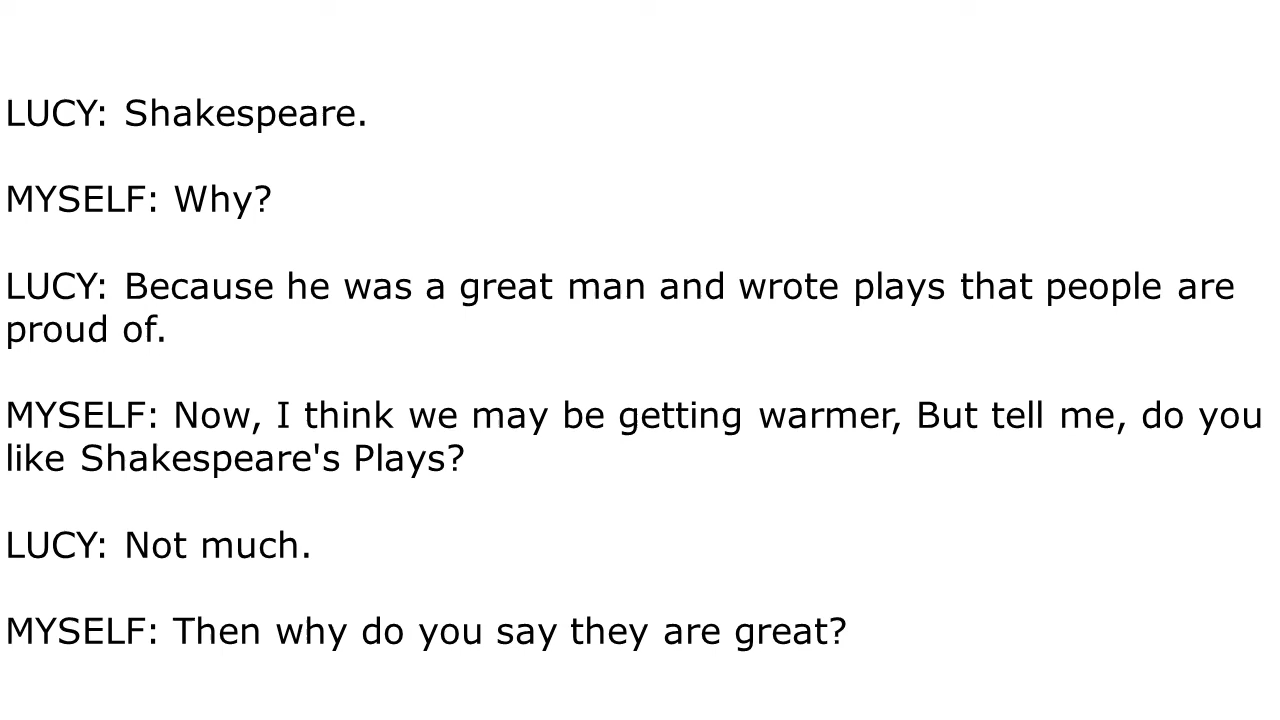 LUCY: Shakespeare.
MYSELF: Why?
LUCY: Because he was a great man and wrote plays that people are
proud of.
MYSELF: Now, I think we may be getting warmer, But tell me, do you
like Shakespeare's Plays?
LUCY: Not much.
MYSELF: Then why do you say they are great?